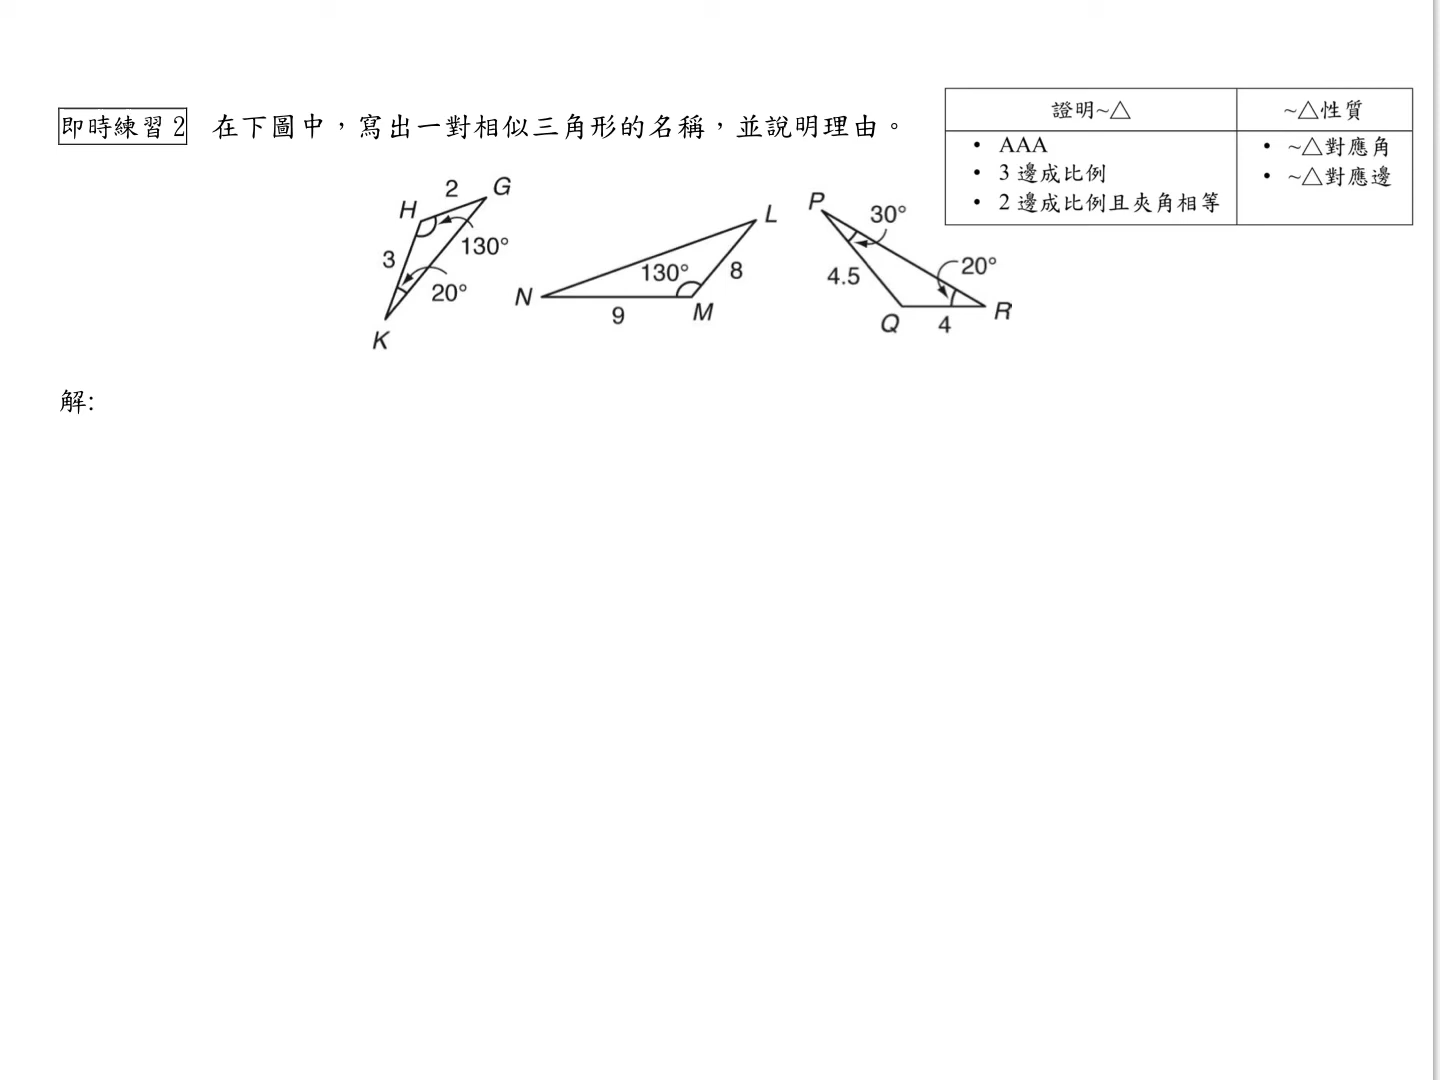 即時練習 2 在下圖中，寫出一對相似三角形的名稱，並說明理由。
證明~△ ~△性質
• AAA
• 3 邊成比例
• 2 邊成比例且夾角相等
• ~△對應角
• ~△對應邊
H 2 G
3 130°
20°
K
N 130° 8 L
9 M
P 30°
4.5 20°
Q 4 R
解: